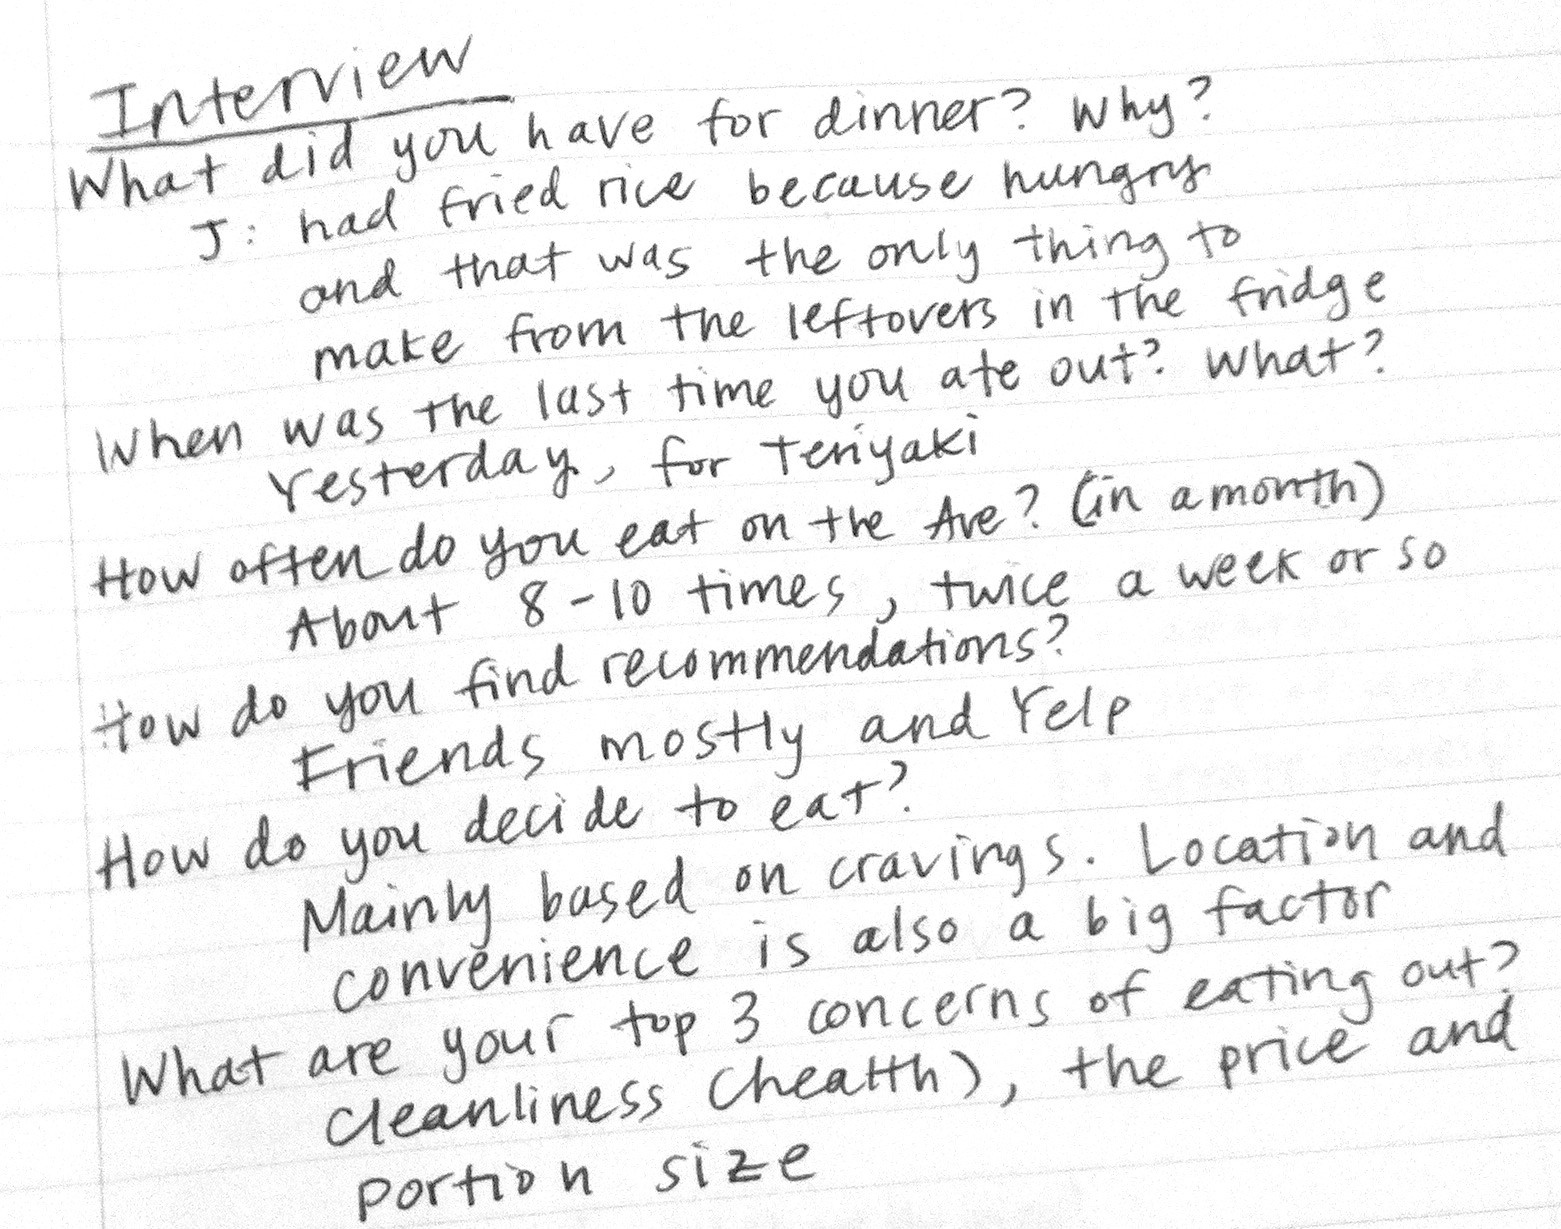 Interview
What did you have for dinner? Why?
J: had fried rice because hungry
and that was the only thing to
make from the leftovers in the fridge
When was the last time you ate out? What?
Yesterday, for Teriyaki
How often do you eat on the Ave? (in a month)
About 8-10 times, twice a week or so
How do you find recommendations?
Friends mostly and Yelp
How do you decide to eat?
Mainly based on cravings. Location and
convenience is also a big factor
What are your top 3 concerns of eating out?
Cleanliness (health), the price and
portion size